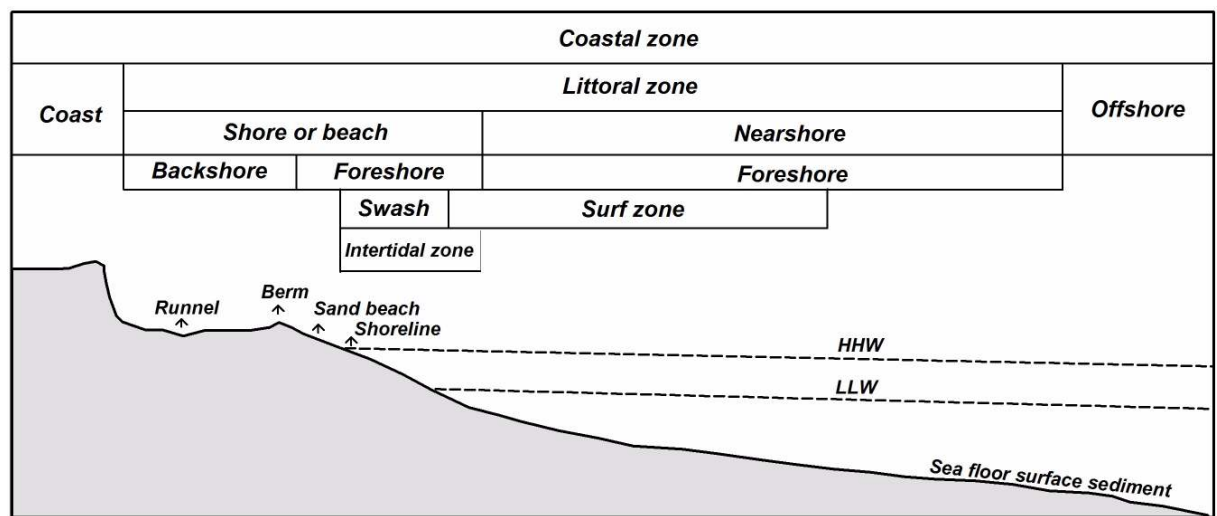 Coastal zone
Coast
Littoral zone
Offshore
Shore or beach
Nearshore
Backshore
Foreshore
Foreshore
Swash
Surf zone
Intertidal zone
Runnel
Berm
Sand beach
Shoreline
HHW
LLW
Sea floor surface sediment